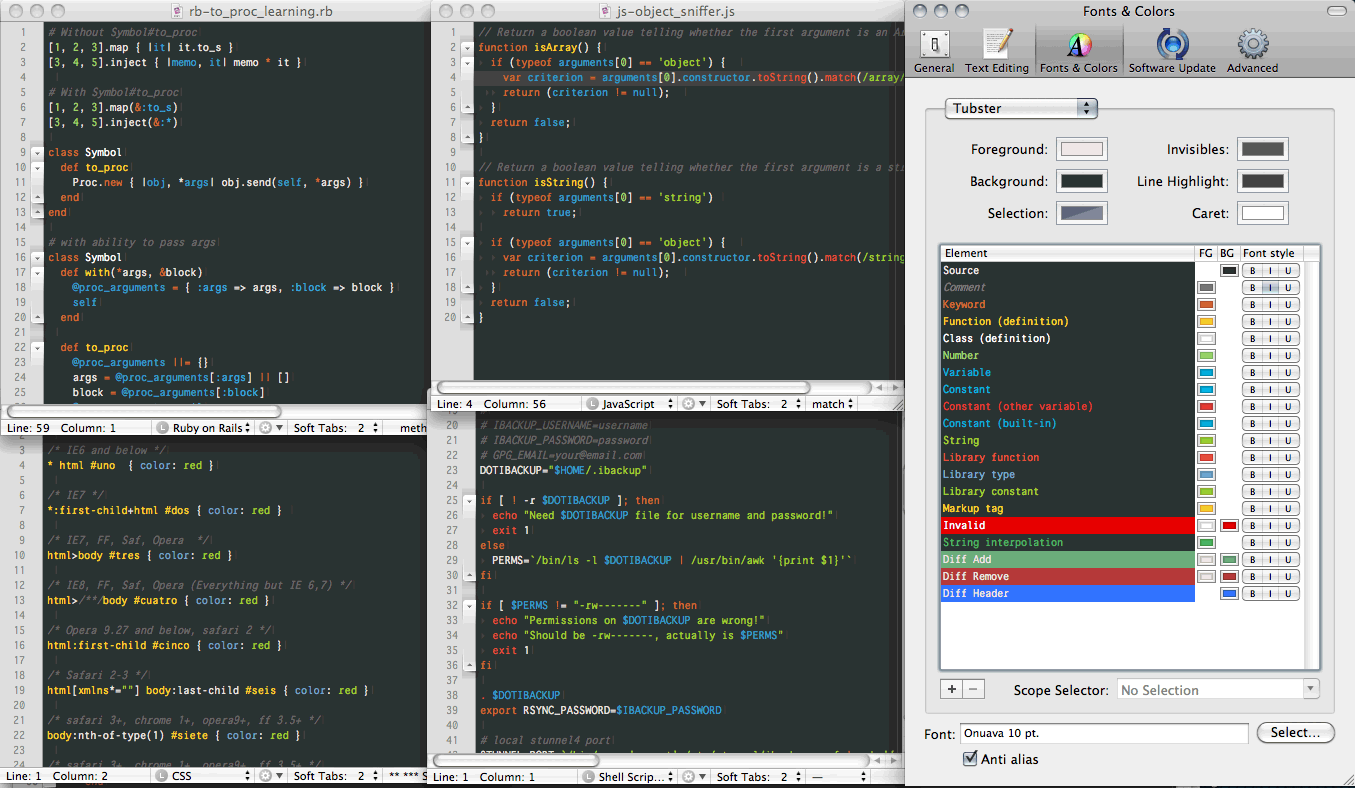 rb-to_proc_learning.rb
1 # Without Symbol#to_proc
2 [1, 2, 3].map { |it| it.to_s }
3 [3, 4, 5].inject { |memo, it| memo * it }
4
5 # With Symbol#to_proc
6 [1, 2, 3].map(&:to_s)
7 [3, 4, 5].inject(&:*)
8
9 class Symbol
10 def to_proc
11 Proc.new { |obj, *args| obj.send(self, *args) }
12 end
13 end
14
15 # with ability to pass args
16 class Symbol
17 def with(*args, &block)
18 @proc_arguments = { :args => args, :block => block }
19 self
20 end
21
22 def to_proc
23 @proc_arguments ||= {}
24 args = @proc_arguments[:args] || []
25 block = @proc_arguments[:block]
Line: 59 Column: 1 Ruby on Rails Soft Tabs: 2 meth
3 /* IE6 and below */
4 * html #uno { color: red }
5
6 /* IE7 */
7 *:first-child+html #dos { color: red }
8
9 /* IE7, FF, Saf, Opera */
10 html>body #tres { color: red }
11
12 /* IE8, FF, Saf, Opera (Everything but IE 6,7) */
13 html>/**/body #cuatro { color: red }
14
15 /* Opera 9.27 and below, safari 2 */
16 html:first-child #cinco { color: red }
17
18 /* Safari 2-3 */
19 html[xmlns*=""] body:last-child #seis { color: red }
20
21 /* safari 3+, chrome 1+, opera9+, ff 3.5+ */
22 body:nth-of-type(1) #siete { color: red }
23
24 /* safari 3+, chrome 1+, opera9+, ff 3.5+ */
Line: 1 Column: 2 CSS Soft Tabs: 2 ** *** S
js-object_sniffer.js
1 // Return a boolean value telling whether the first argument is an A
2 function isArray() {
3 if (typeof arguments[0] == 'object') {
4 var criterion = arguments[0].constructor.toString().match(/array/
5 return (criterion != null);
6 }
7 return false;
8 }
9
10 // Return a boolean value telling whether the first argument is a st
11 function isString() {
12 if (typeof arguments[0] == 'string')
13 return true;
14
15 if (typeof arguments[0] == 'object') {
16 var criterion = arguments[0].constructor.toString().match(/string
17 return (criterion != null);
18 }
19 return false;
20 }
Line: 4 Column: 56 JavaScript Soft Tabs: 2 match
20 # IBACKUP_USERNAME=username
21 # IBACKUP_PASSWORD=password
22 # GPG_EMAIL=your@email.com
23 DOTIBACKUP="$HOME/.ibackup"
24
25 if [ ! -r $DOTIBACKUP ]; then
26 echo "Need $DOTIBACKUP file for username and password!"
27 exit 1
28 else
29 PERMS=`/bin/ls -l $DOTIBACKUP | /usr/bin/awk '{print $1}'`
30 fi
31
32 if [ $PERMS != "-rw-------" ]; then
33 echo "Permissions on $DOTIBACKUP are wrong!"
34 echo "Should be -rw-------, actually is $PERMS"
35 exit 1
36 fi
37
38 . $DOTIBACKUP
39 export RSYNC_PASSWORD=$IBACKUP_PASSWORD
40
41 # local stunnel4 port
Line: 1 Column: 1 Shell Scrip... Soft Tabs: 2 —
Fonts & Colors
General Text Editing Fonts & Colors Software Update Advanced
Tubster
Foreground: Invisibles:
Background: Line Highlight:
Selection: Caret:
Element FG BG Font style
Source B I U
Comment B I U
Keyword B I U
Function (definition) B I U
Class (definition) B I U
Number B I U
Variable B I U
Constant B I U
Constant (other variable) B I U
Constant (built-in) B I U
String B I U
Library function B I U
Library type B I U
Library constant B I U
Markup tag B I U
Invalid B I U
String interpolation B I U
Diff Add B I U
Diff Remove B I U
Diff Header B I U
+ − Scope Selector: No Selection
Font: Onuava 10 pt. Select...
Anti alias